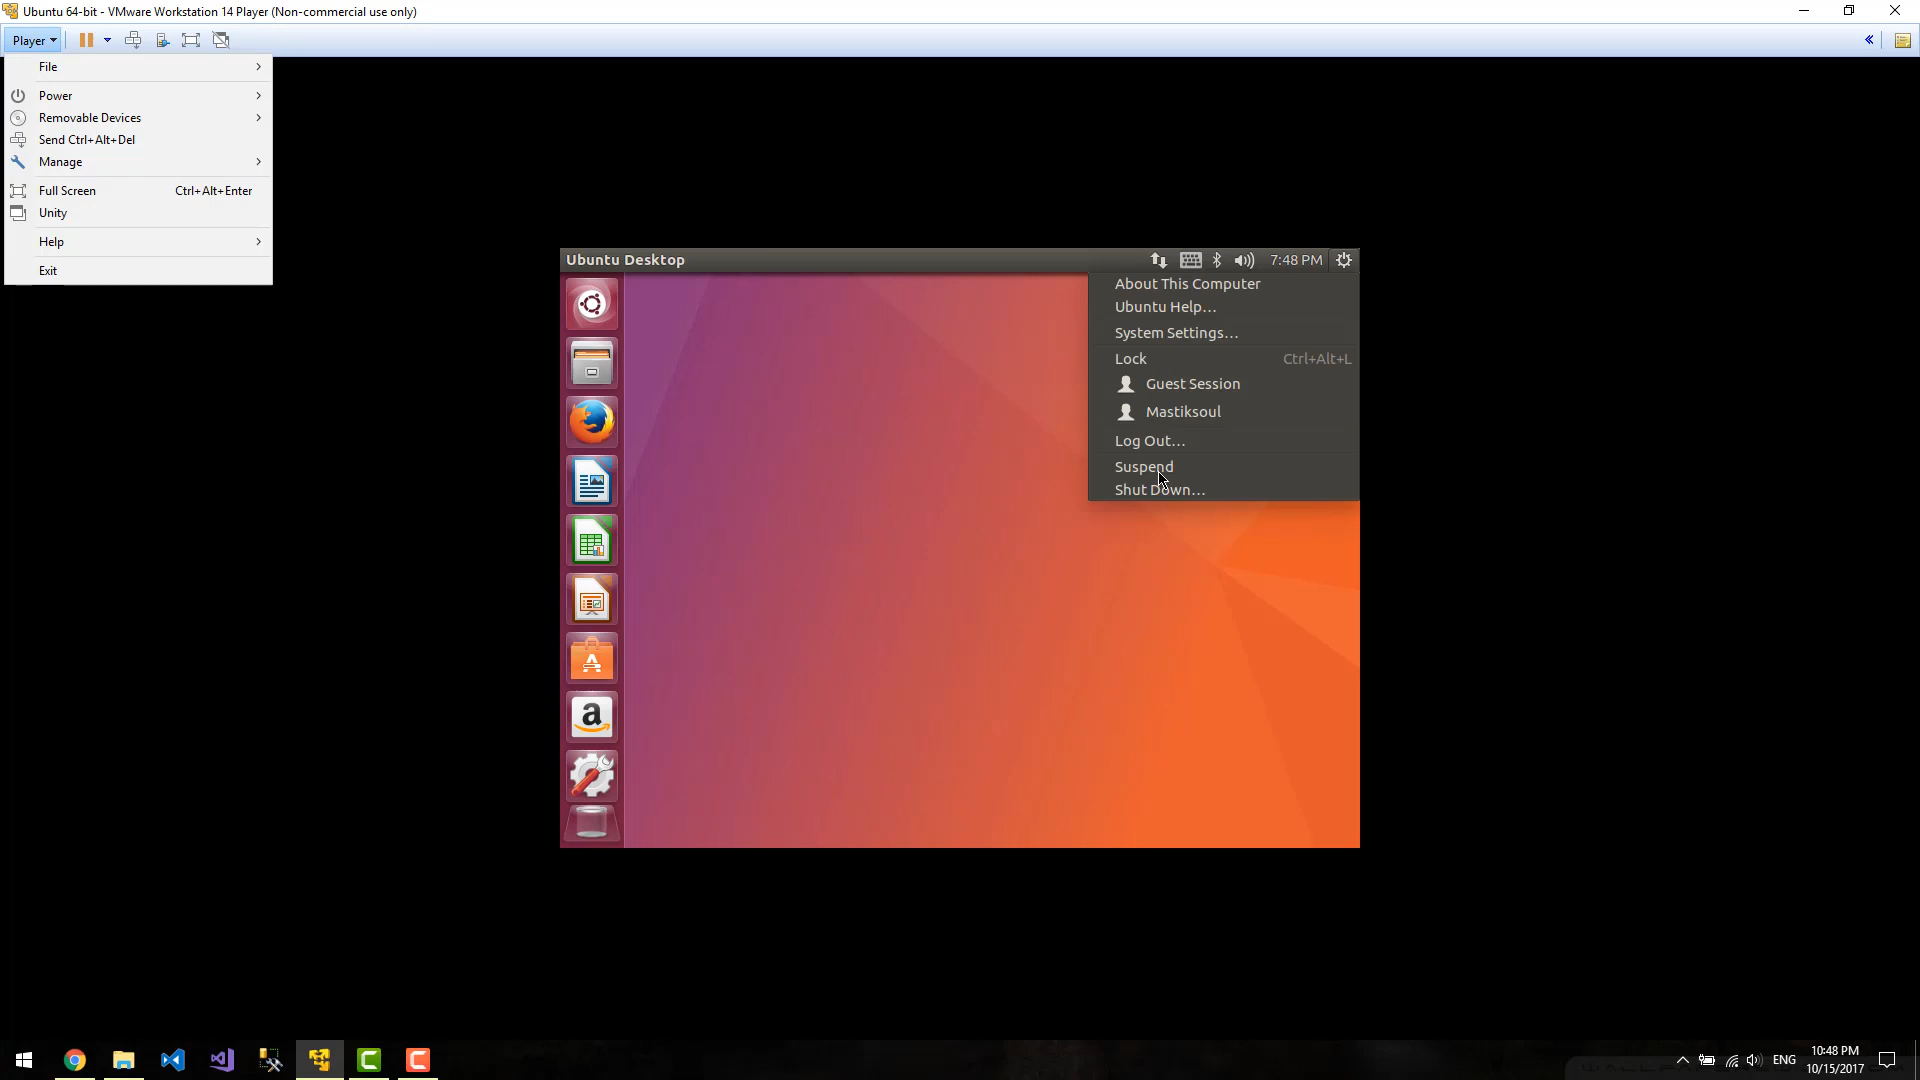 Ubuntu 64-bit - VMware Workstation 14 Player (Non-commercial use only)
Player
File
Power
Removable Devices
Send Ctrl+Alt+Del
Manage
Full Screen Ctrl+Alt+Enter
Unity
Help
Exit
Ubuntu Desktop
7:48 PM
About This Computer
Ubuntu Help...
System Settings...
Lock Ctrl+Alt+L
Guest Session
Mastiksoul
Log Out...
Suspend
Shut Down...
ENG
10:48 PM
10/15/2017